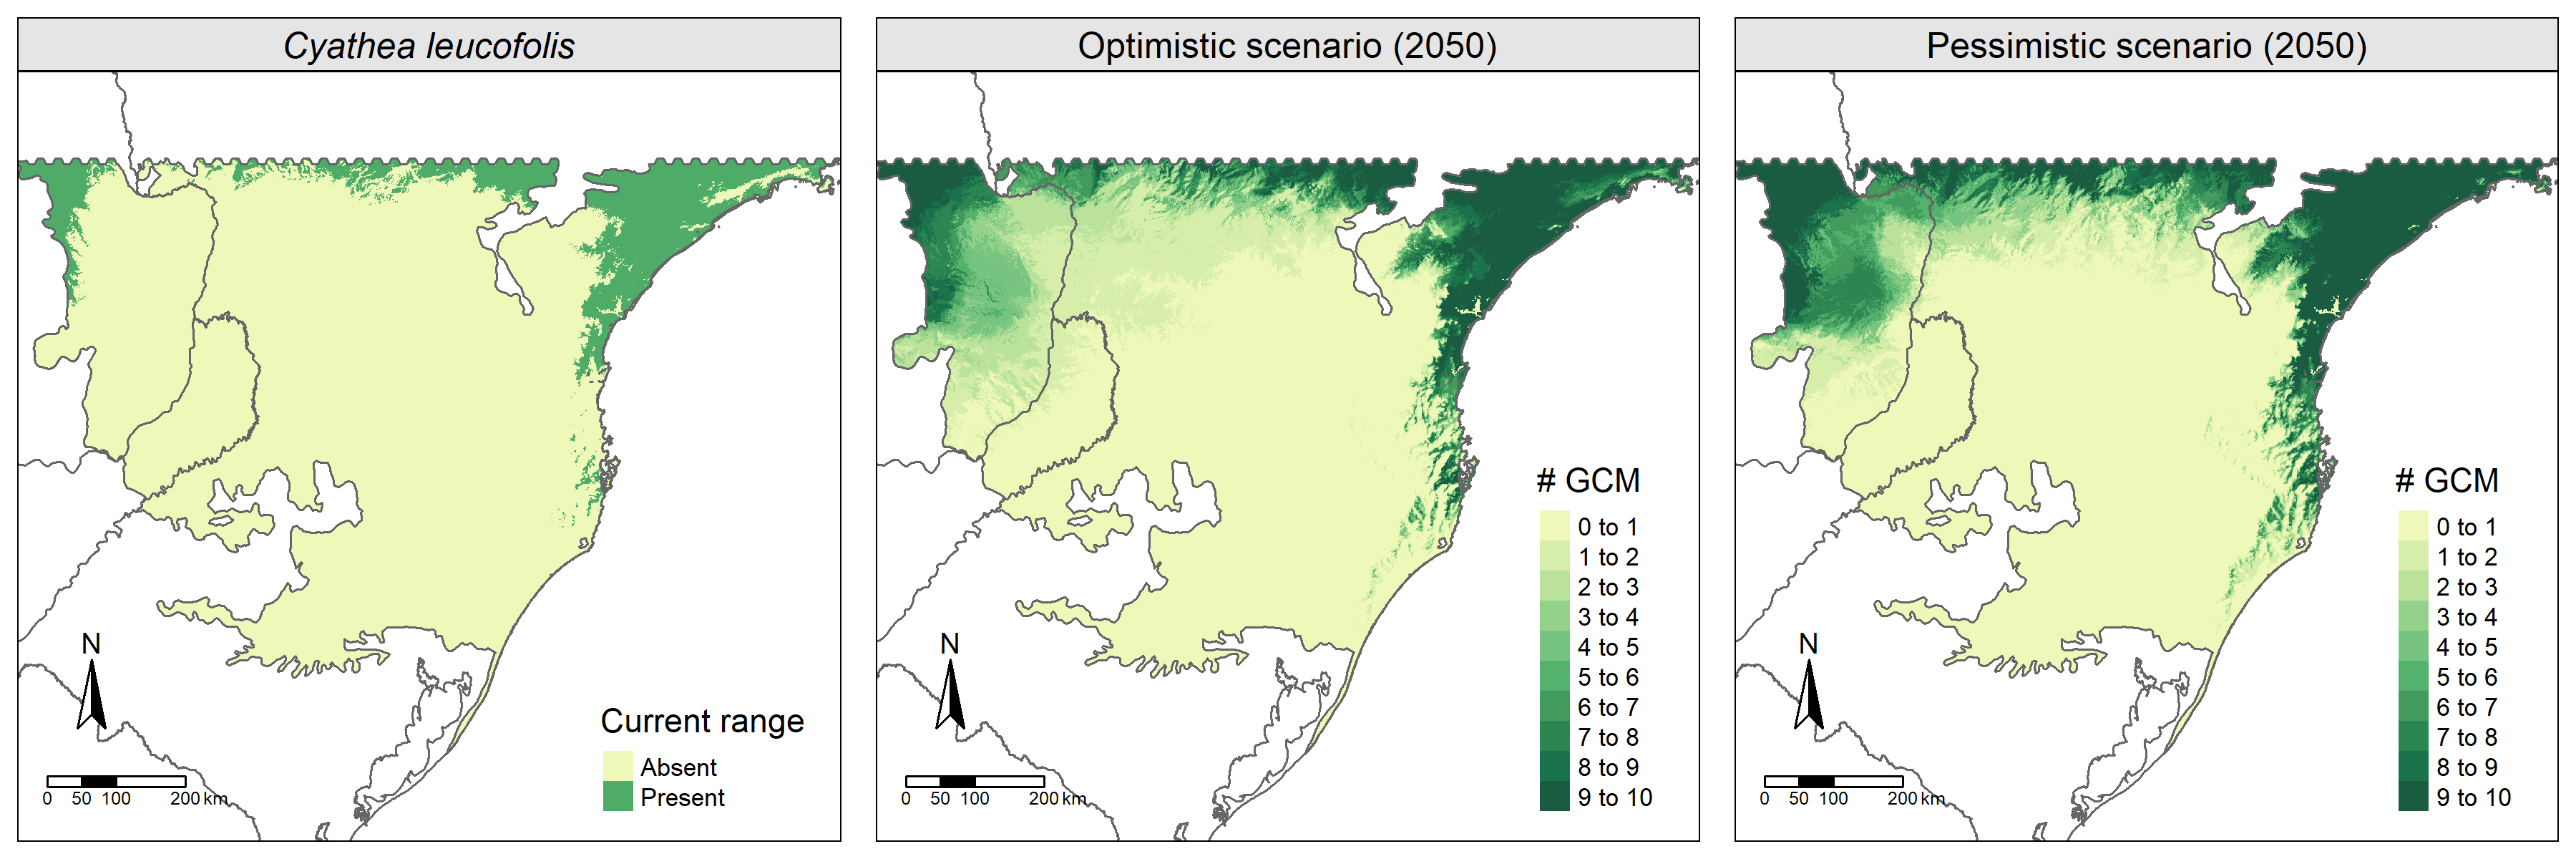 Cyathea leucofolis
N
0 50 100 200 km
Current range
Absent
Present
Optimistic scenario (2050)
N
0 50 100 200 km
# GCM
0 to 1
1 to 2
2 to 3
3 to 4
4 to 5
5 to 6
6 to 7
7 to 8
8 to 9
9 to 10
Pessimistic scenario (2050)
N
0 50 100 200 km
# GCM
0 to 1
1 to 2
2 to 3
3 to 4
4 to 5
5 to 6
6 to 7
7 to 8
8 to 9
9 to 10